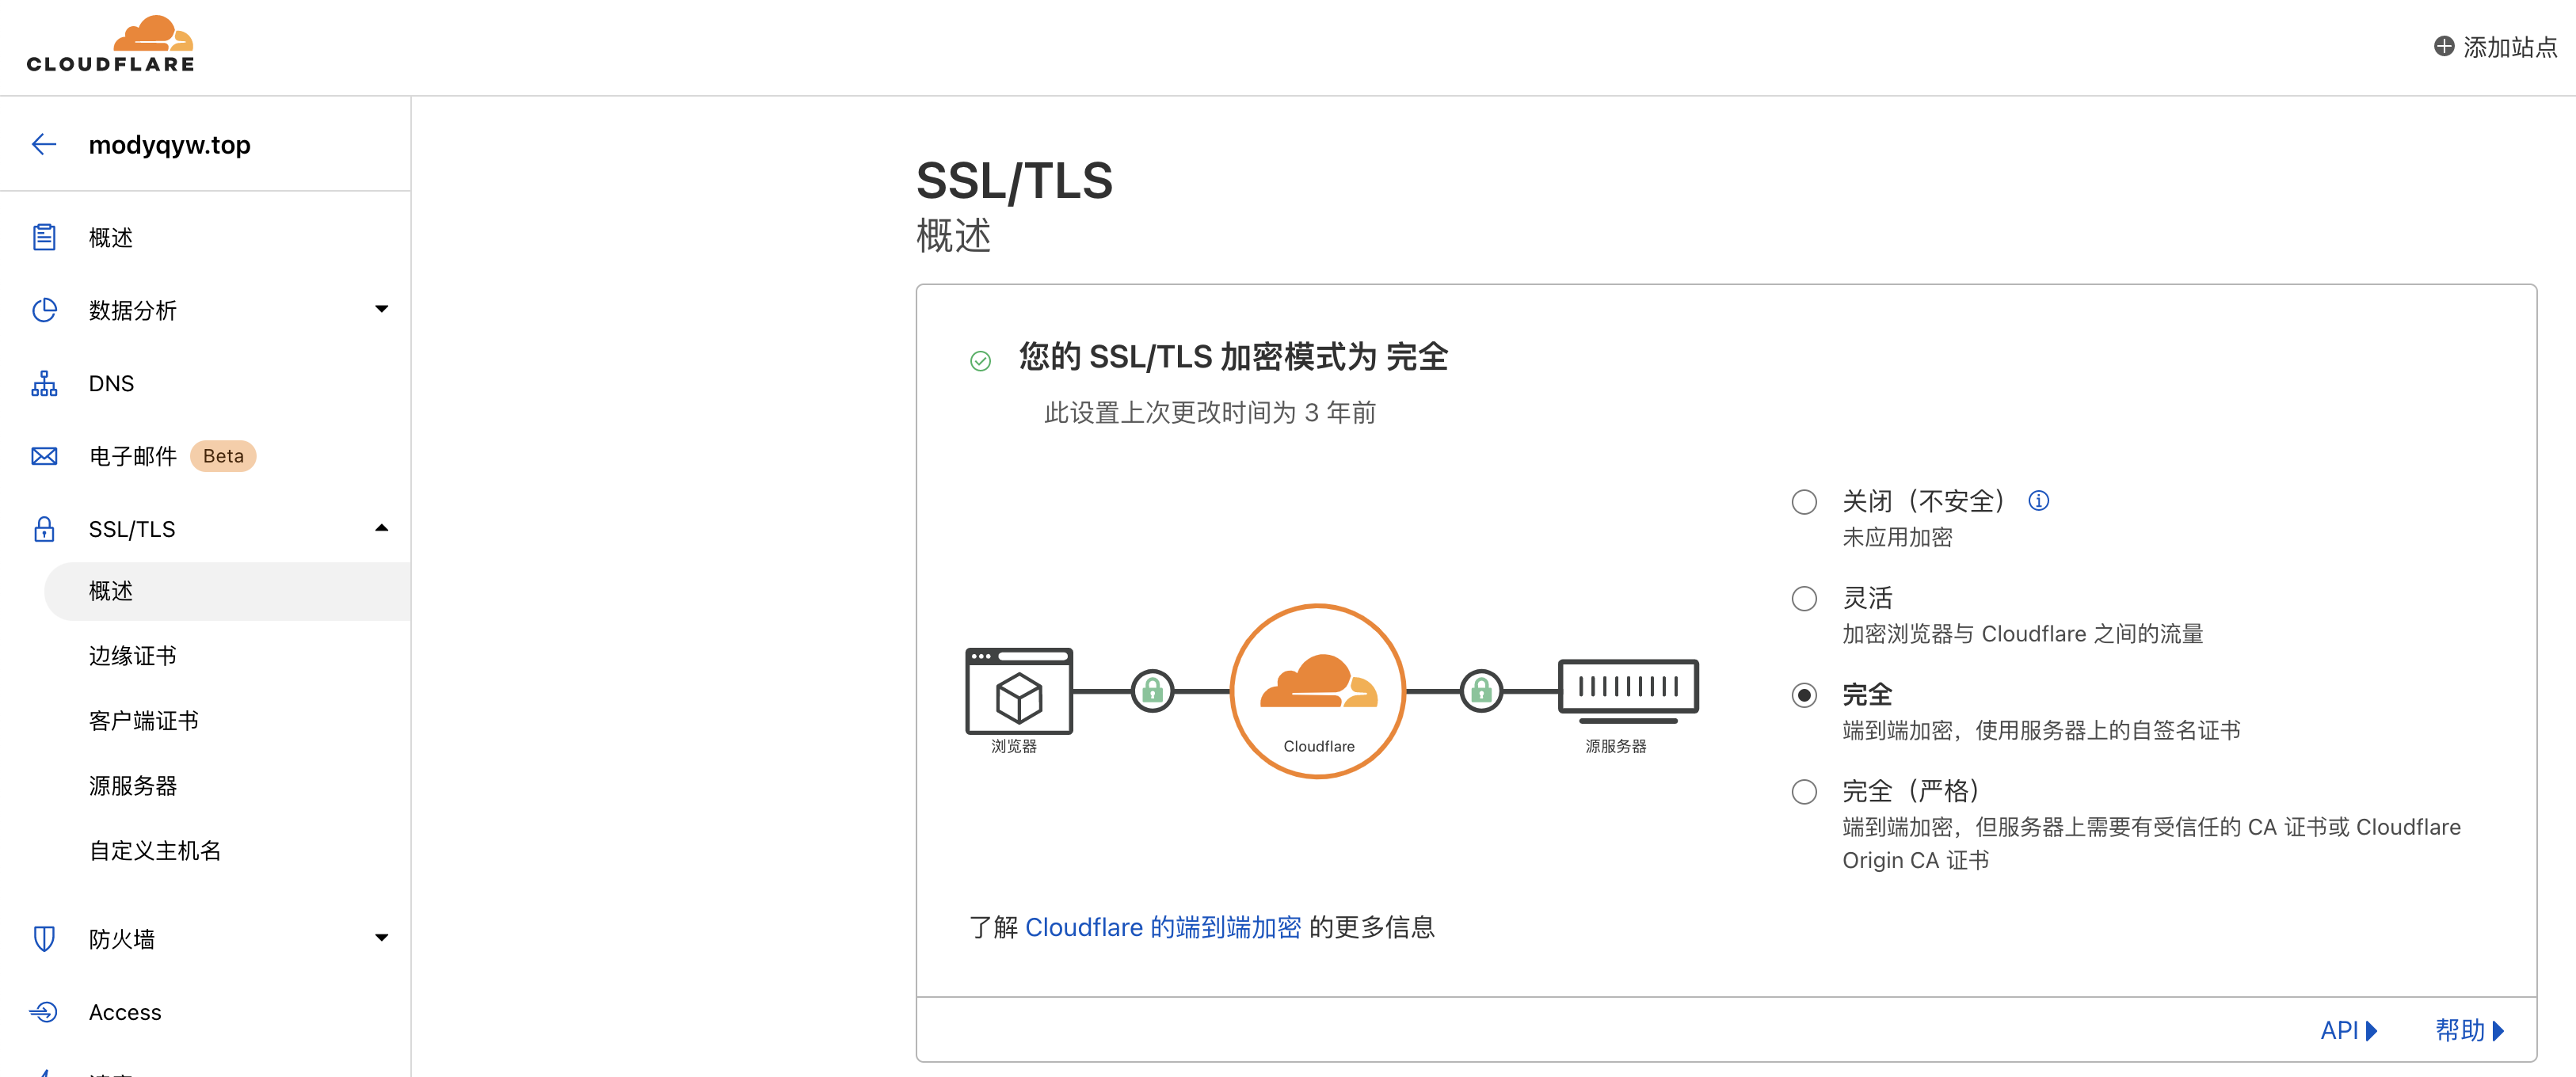 CLOUDFLARE
添加站点
modyqyw.top
概述
数据分析
DNS
电子邮件 Beta
SSL/TLS
概述
边缘证书
客户端证书
源服务器
自定义主机名
防火墙
Access
SSL/TLS
概述
您的 SSL/TLS 加密模式为 完全
此设置上次更改时间为 3 年前
浏览器
Cloudflare
源服务器
关闭（不安全）
未应用加密
灵活
加密浏览器与 Cloudflare 之间的流量
完全
端到端加密，使用服务器上的自签名证书
完全（严格）
端到端加密，但服务器上需要有受信任的 CA 证书或 Cloudflare
Origin CA 证书
了解 Cloudflare 的端到端加密 的更多信息
API
帮助